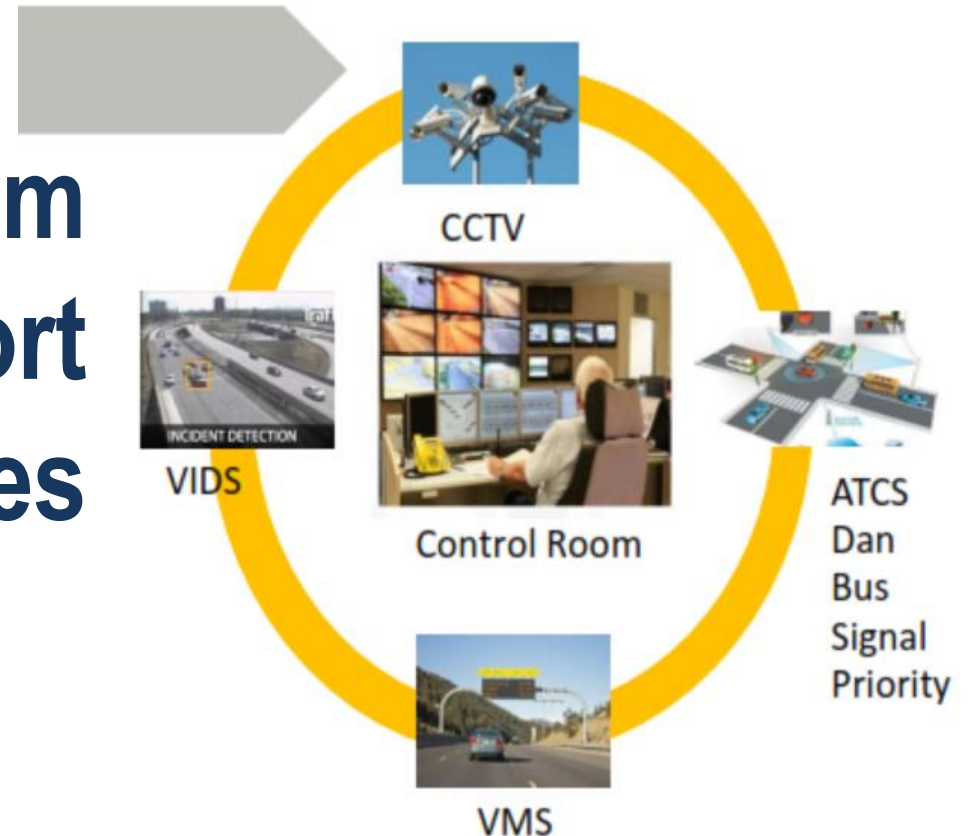 m
ort
es
CCTV
INCIDENT DETECTION
VIDS
Control Room
ATCS
Dan
Bus
Signal
Priority
VMS